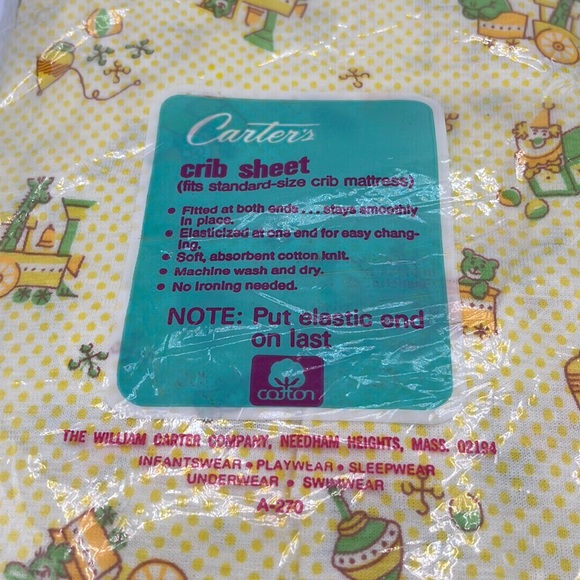 Carter's
crib sheet
(fits standard-size crib mattress)
• Fitted at both ends . . . stays smoothly
in place.
• Elasticized at one end for easy chang-
ing.
• Soft, absorbent cotton knit.
• Machine wash and dry.
• No ironing needed.
NOTE: Put elastic end
on last
cotton
THE WILLIAM CARTER COMPANY, NEEDHAM HEIGHTS, MASS. 02194
INFANTSWEAR • PLAYWEAR • SLEEPWEAR
UNDERWEAR • SWIMWEAR
A-270